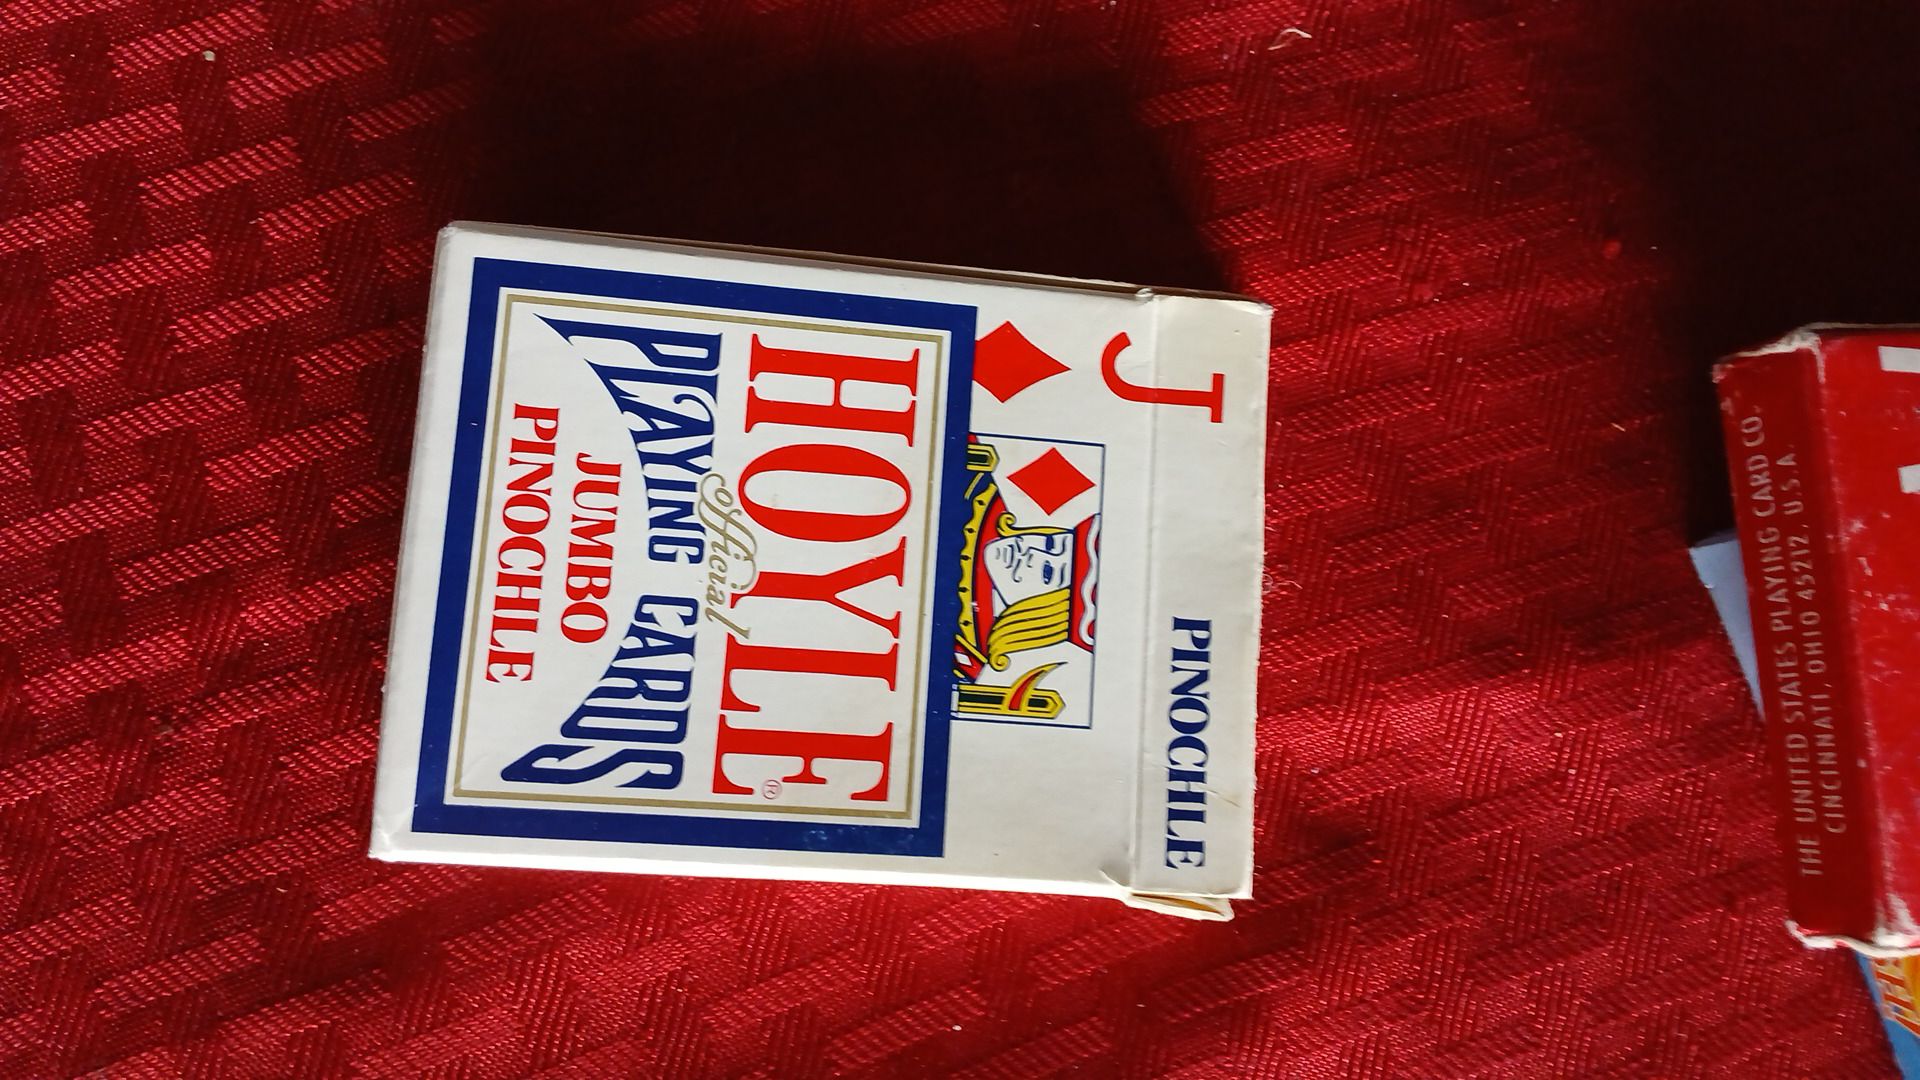 PINOCHLE
J
HOYLE®
official
PLAYING CARDS
JUMBO
PINOCHLE
THE UNITED STATES PLAYING CARD CO.
CINCINNATI, OHIO 45212, U.S.A.